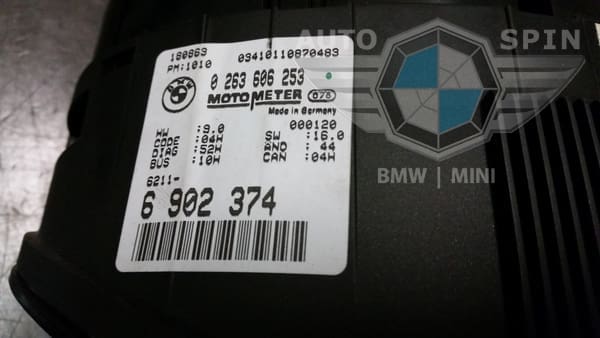 AUTO SPIN
BMW | MINI
180863 03410110870483
PM:1010
0 263 606 253
MOTOMETER 678
Made in Germany
000120
HW : 9.0 SW : 16.0
CODE : 04H AND : 44
DIAG : 52H CAN : 04H
BUS : 10H
6211-
6 902 374